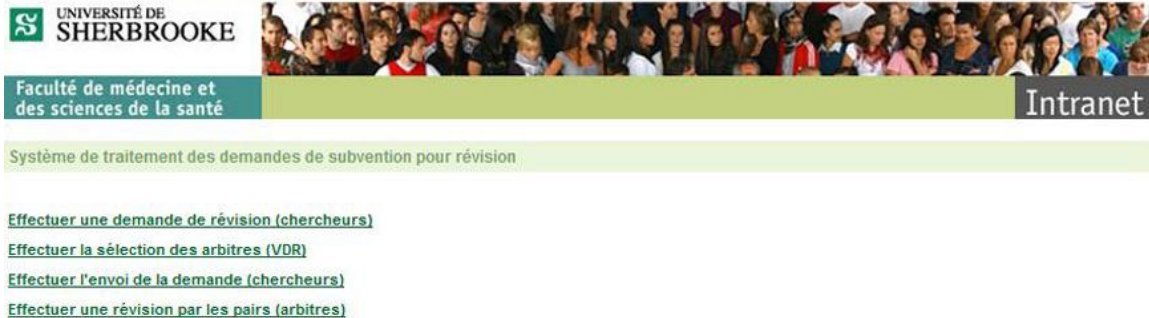 UNIVERSITÉ DE
SHERBROOKE
Faculté de médecine et
des sciences de la santé
Intranet
Système de traitement des demandes de subvention pour révision
Effectuer une demande de révision (chercheurs)
Effectuer la sélection des arbitres (VDR)
Effectuer l'envoi de la demande (chercheurs)
Effectuer une révision par les pairs (arbitres)